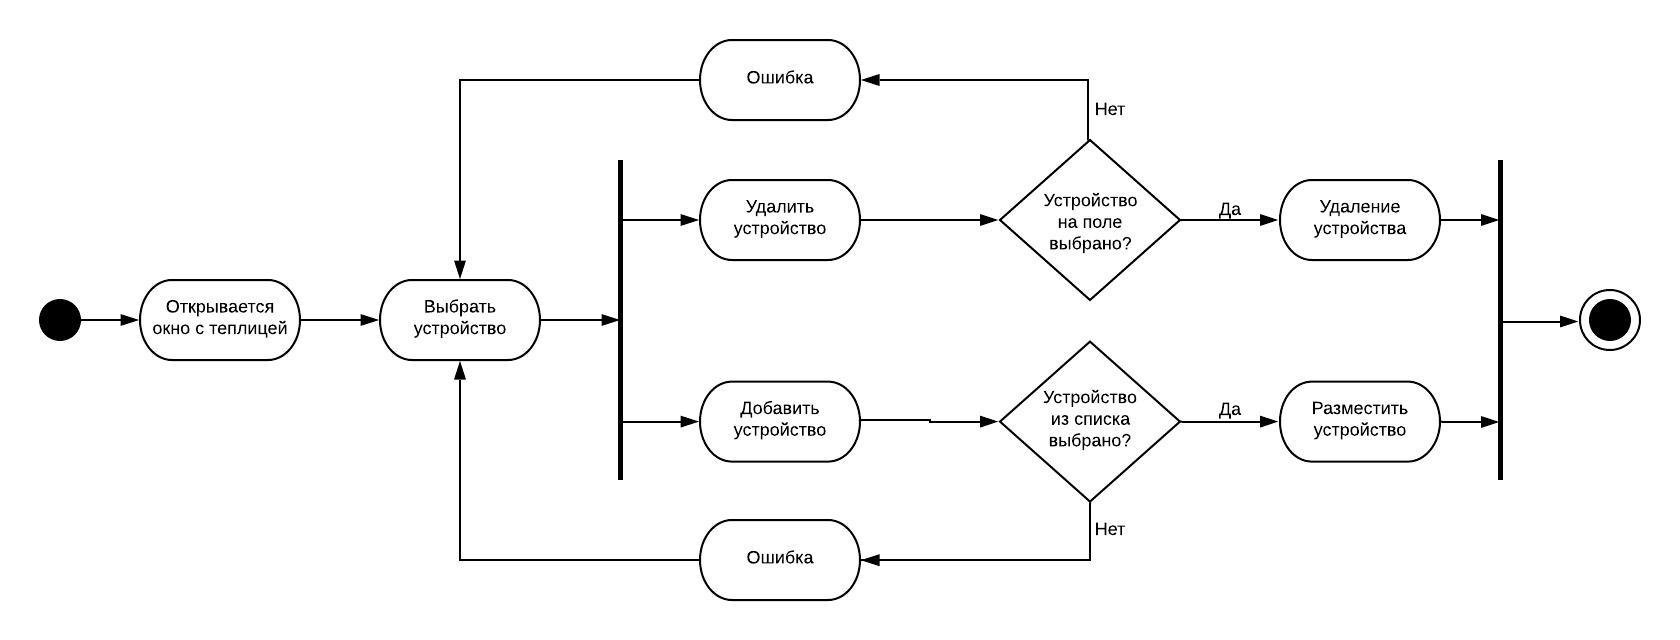 Ошибка
Нет
Удалить
устройство
Устройство
на поле
выбрано?
Да
Удаление
устройства
Открывается
окно с теплицей
Выбрать
устройство
Добавить
устройство
Устройство
из списка
выбрано?
Да
Разместить
устройство
Нет
Ошибка